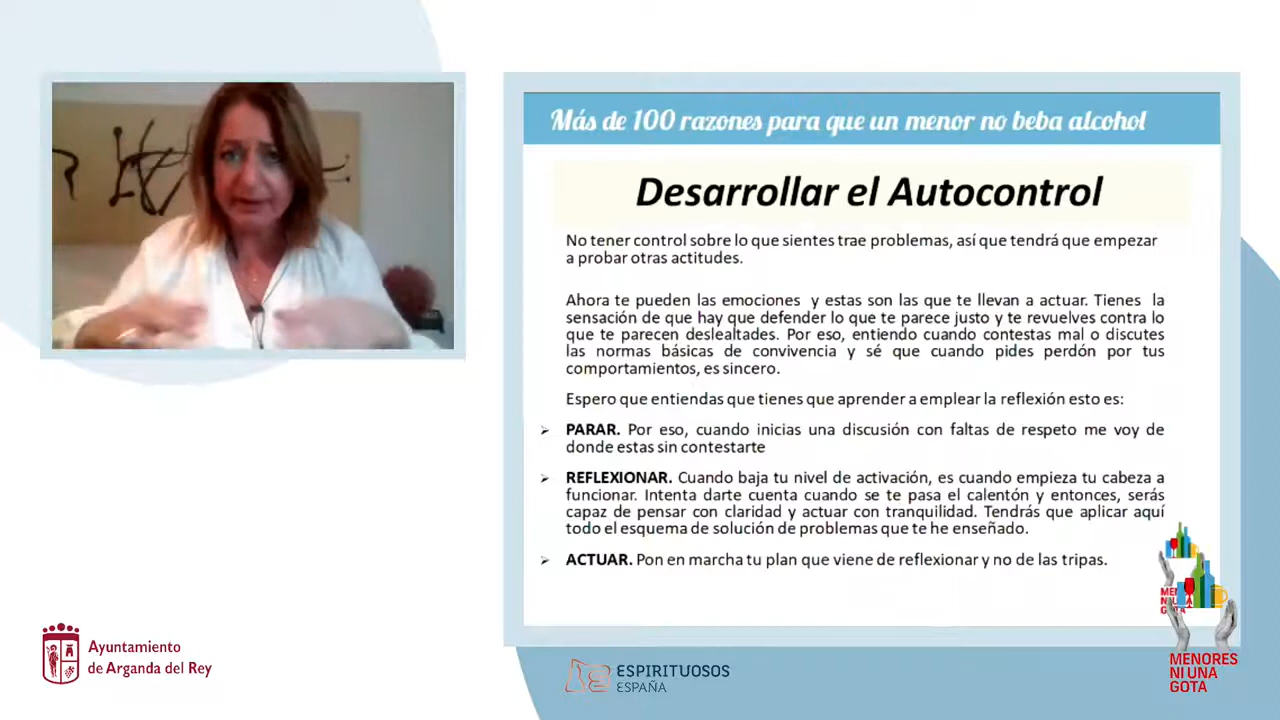 Más de 100 razones para que un menor no beba alcohol
Desarrollar el Autocontrol
No tener control sobre lo que sientes trae problemas, así que tendrá que empezar
a probar otras actitudes.
Ahora te pueden las emociones y estas son las que te llevan a actuar. Tienes la
sensación de que hay que defender lo que te parece justo y te revuelves contra lo
que te parecen deslealtades. Por eso, entiendo cuando contestas mal o discutes
las normas básicas de convivencia y sé que cuando pides perdón por tus
comportamientos, es sincero.
Espero que entiendas que tienes que aprender a emplear la reflexión esto es:
➢ PARAR. Por eso, cuando inicias una discusión con faltas de respeto me voy de
donde estas sin contestarte
➢ REFLEXIONAR. Cuando baja tu nivel de activación, es cuando empieza tu cabeza a
funcionar. Intenta darte cuenta cuando se te pasa el calentón y entonces, serás
capaz de pensar con claridad y actuar con tranquilidad. Tendrás que aplicar aquí
todo el esquema de solución de problemas que te he enseñado.
➢ ACTUAR. Pon en marcha tu plan que viene de reflexionar y no de las tripas.
Ayuntamiento
de Arganda del Rey
ESPIRITUOSOS
ESPAÑA
MENORES
NI UNA
GOTA